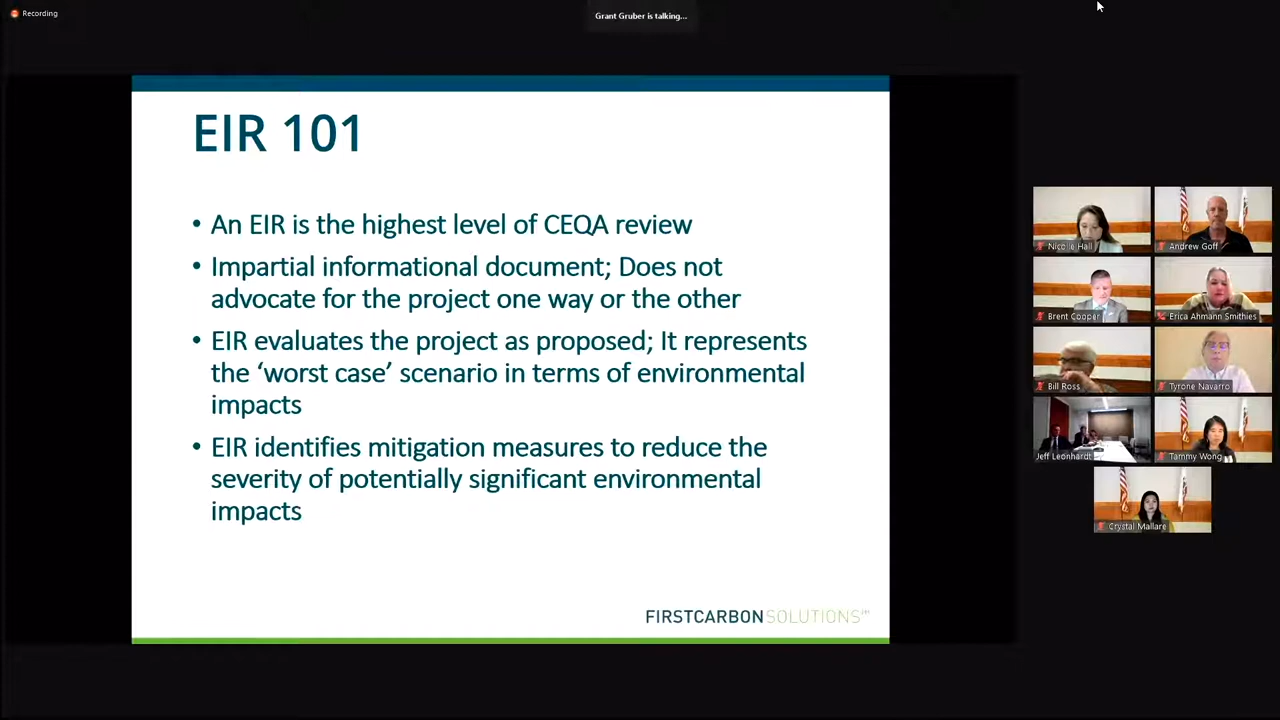 Recording
Grant Gruber is talking...
EIR 101
• An EIR is the highest level of CEQA review
• Impartial informational document; Does not
advocate for the project one way or the other
• EIR evaluates the project as proposed; It represents
the ‘worst case’ scenario in terms of environmental
impacts
• EIR identifies mitigation measures to reduce the
severity of potentially significant environmental
impacts
FIRSTCARBONSOLUTIONS
Nicolle Hall
Andrew Goff
Brent Cooper
Erica Ahmann Smithies
Bill Ross
Tyrone Navarro
Jeff Leonhardt
Tammy Wong
Crystal Mallare